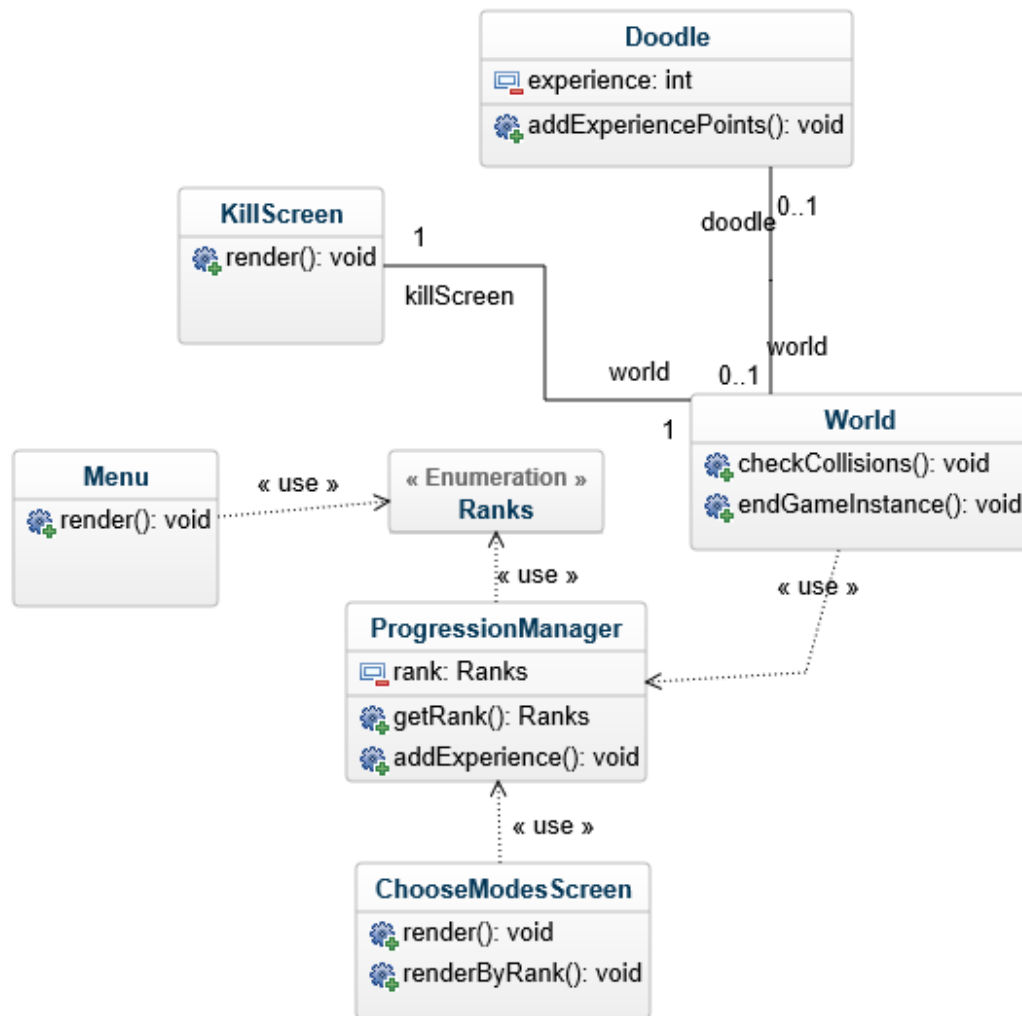 Doodle
experience: int
addExperiencePoints(): void
0..1
doodle
KillScreen
render(): void
1
killScreen
world
0..1
world
1
World
checkCollisions(): void
endGameInstance(): void
Menu
render(): void
« use »
« Enumeration »
Ranks
« use »
« use »
ProgressionManager
rank: Ranks
getRank(): Ranks
addExperience(): void
« use »
ChooseModesScreen
render(): void
renderByRank(): void